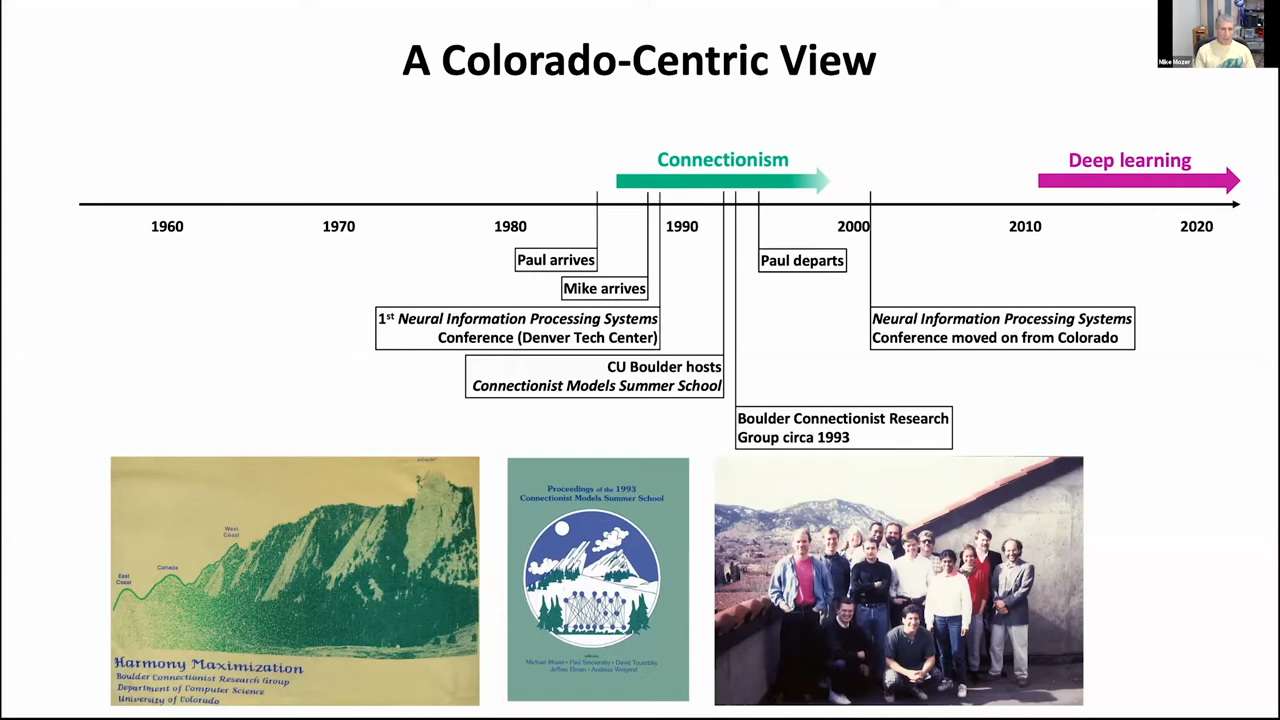 Mike Mozer
A Colorado-Centric View
Connectionism
Deep learning
1960
1970
1980
1990
2000
2010
2020
Paul arrives
Paul departs
Mike arrives
1st Neural Information Processing Systems
Conference (Denver Tech Center)
Neural Information Processing Systems
Conference moved on from Colorado
CU Boulder hosts
Connectionist Models Summer School
Boulder Connectionist Research
Group circa 1993
West
Coast
Canada
East
Coast
Harmony Maximization
Boulder Connectionist Research Group
Department of Computer Science
University of Colorado
Proceedings of the 1993
Connectionist Models Summer School
editors
Michael Mozer • Paul Smolensky • David Touretzky
Jeffrey Elman • Andreas Weigend